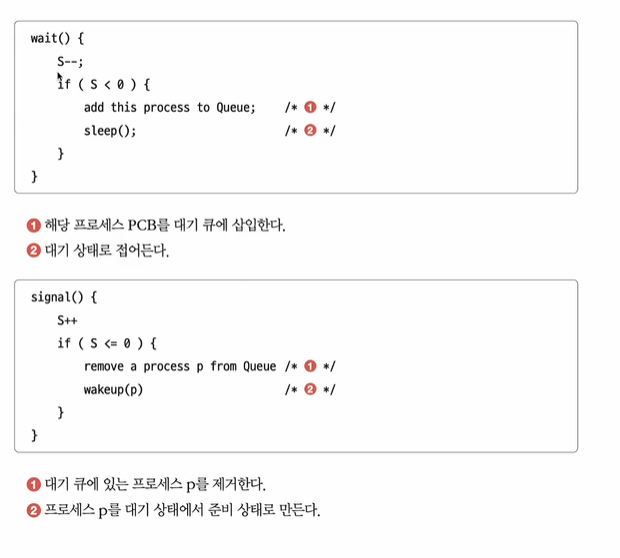 wait() {
S--;
if ( S < 0 ) {
add this process to Queue; /* ❶ */
sleep(); /* ❷ */
}
}
❶ 해당 프로세스 PCB를 대기 큐에 삽입한다.
❷ 대기 상태로 접어든다.
signal() {
S++
if ( S <= 0 ) {
remove a process p from Queue /* ❶ */
wakeup(p) /* ❷ */
}
}
❶ 대기 큐에 있는 프로세스 p를 제거한다.
❷ 프로세스 p를 대기 상태에서 준비 상태로 만든다.